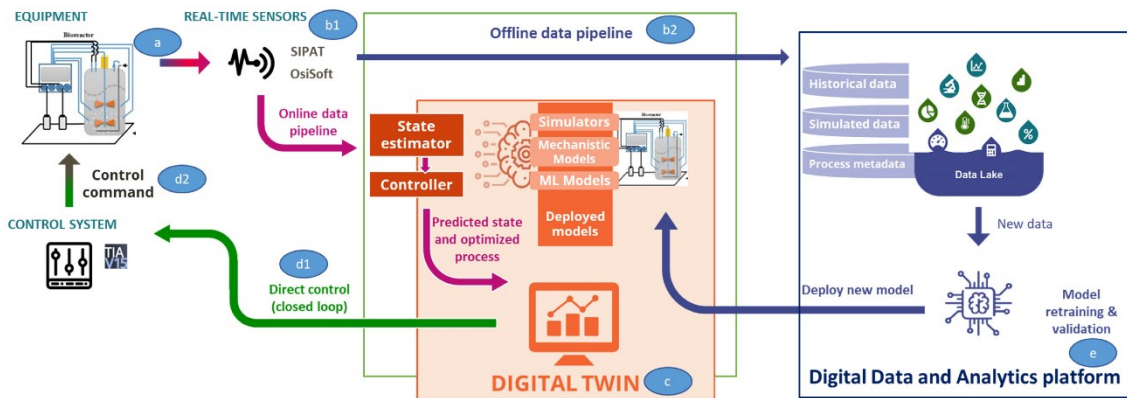 EQUIPMENT
Bioreactor
a
REAL-TIME SENSORS
b1
SIPAT
OsiSoft
Offline data pipeline
b2
Online data
pipeline
State
estimator
Controller
Simulators
Mechanistic
Models
ML Models
Deployed
models
Bioreactor
Predicted state
and optimized
process
Control
command
d2
CONTROL SYSTEM
TIA
V15
d1
Direct control
(closed loop)
DIGITAL TWIN
c
Historical data
Simulated data
Process metadata
%
Data Lake
New data
Deploy new model
Model
retraining &
validation
e
Digital Data and Analytics platform